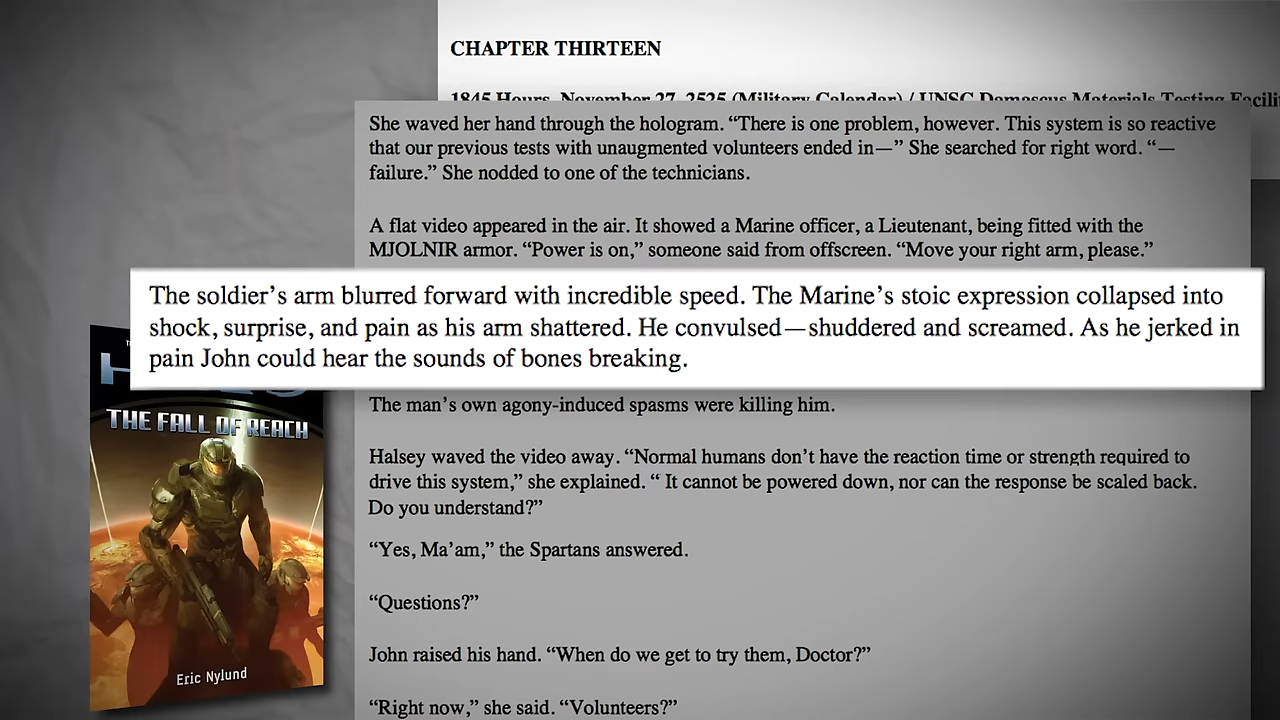 CHAPTER THIRTEEN
1845 Hours, November 27, 2525 (Military Calendar) / UNSC Damascus Materials Testing
She waved her hand through the hologram. “There is one problem, however. This system is so reactive
that our previous tests with unaugmented volunteers ended in—” She searched for right word. “—
failure.” She nodded to one of the technicians.
A flat video appeared in the air. It showed a Marine officer, a Lieutenant, being fitted with the
MJOLNIR armor. “Power is on,” someone said from offscreen. “Move your right arm, please.”
The soldier’s arm blurred forward with incredible speed. The Marine’s stoic expression collapsed into
shock, surprise, and pain as his arm shattered. He convulsed—shuddered and screamed. As he jerked in
pain John could hear the sounds of bones breaking.
The man’s own agony-induced spasms were killing him.
Halsey waved the video away. “Normal humans don’t have the reaction time or strength required to
drive this system,” she explained. “ It cannot be powered down, nor can the response be scaled back.
Do you understand?”
“Yes, Ma’am,” the Spartans answered.
“Questions?”
John raised his hand. “When do we get to try them, Doctor?”
“Right now,” she said. “Volunteers?”
THE FALL OF REACH
Eric Nylund